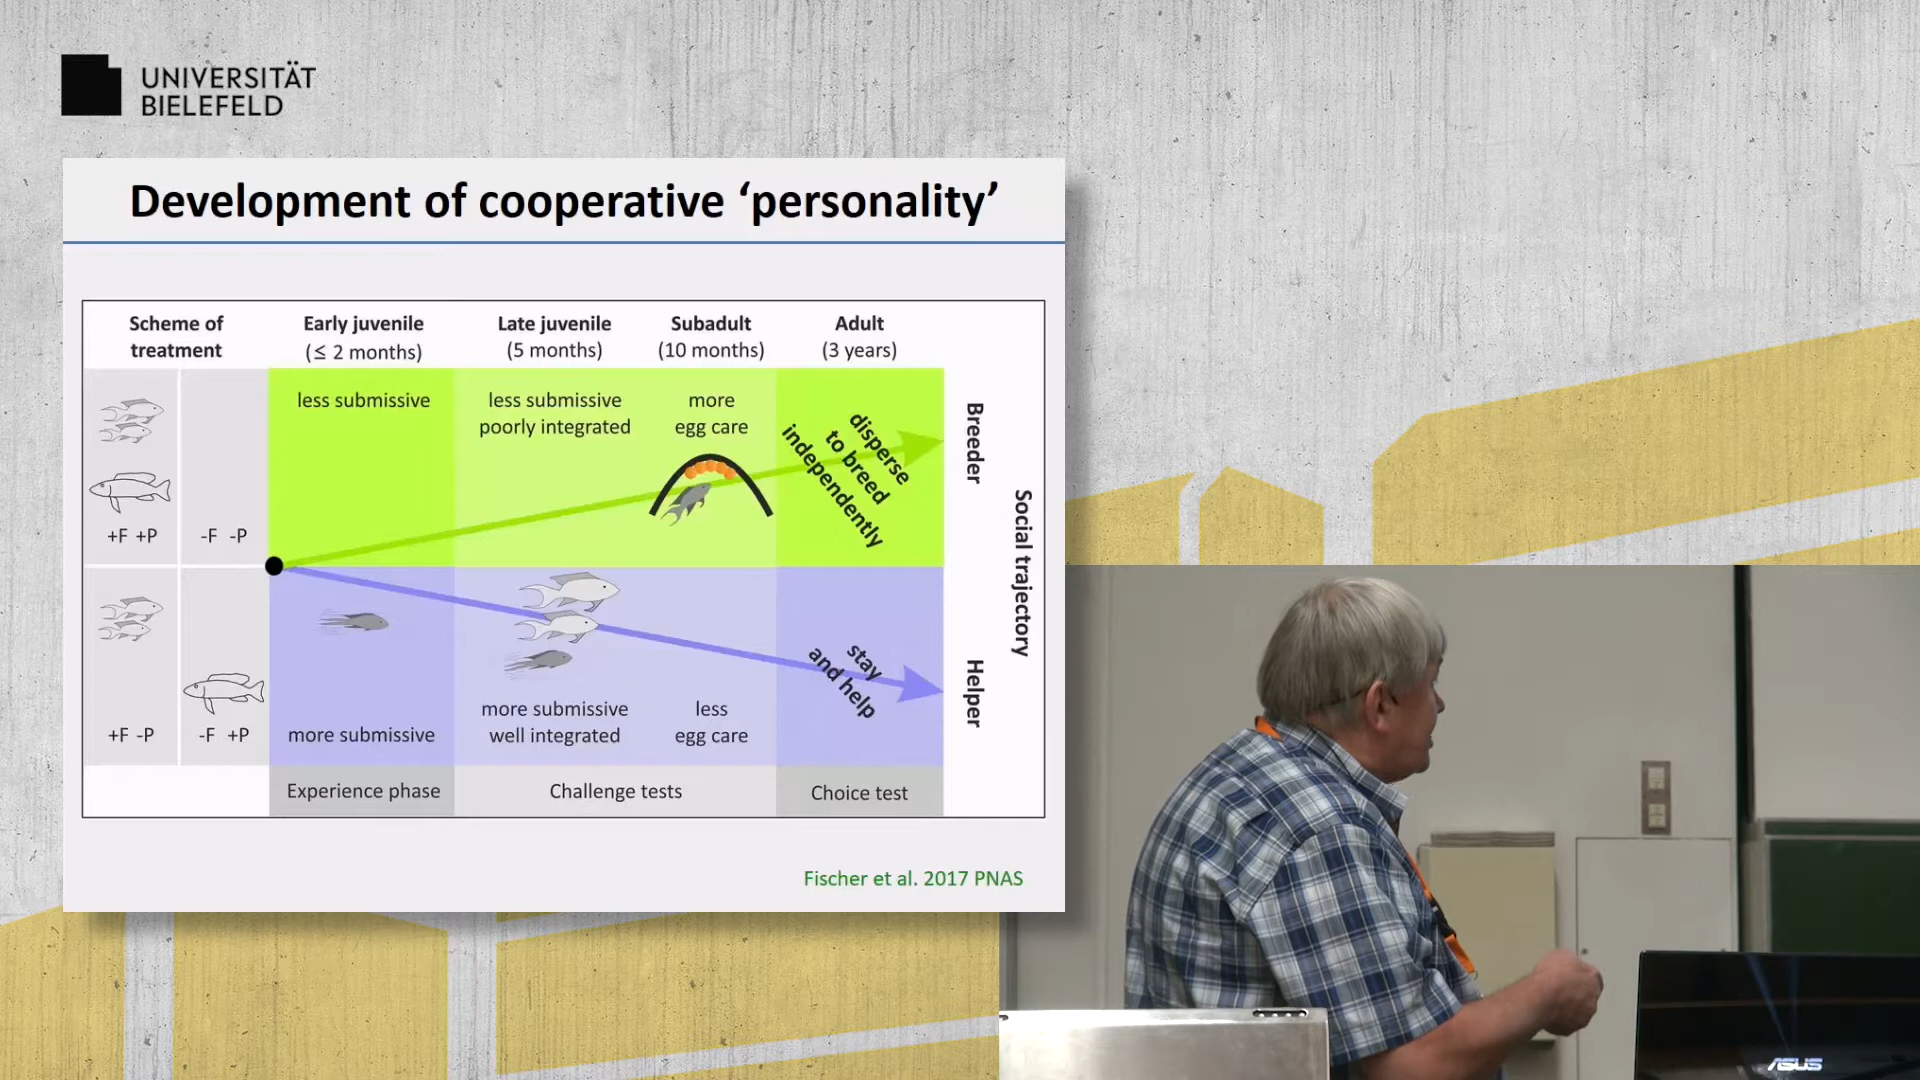 UNIVERSITÄT
BIELEFELD
Development of cooperative ‘personality’
Scheme of
treatment
Early juvenile
(≤ 2 months)
Late juvenile
(5 months)
Subadult
(10 months)
Adult
(3 years)
less submissive
less submissive
poorly integrated
more
egg care
disperse
to breed
independently
Breeder
+F +P
-F -P
Social trajectory
stay
and help
Helper
+F -P
-F +P
more submissive
more submissive
well integrated
less
egg care
Experience phase
Challenge tests
Choice test
Fischer et al. 2017 PNAS
ASUS